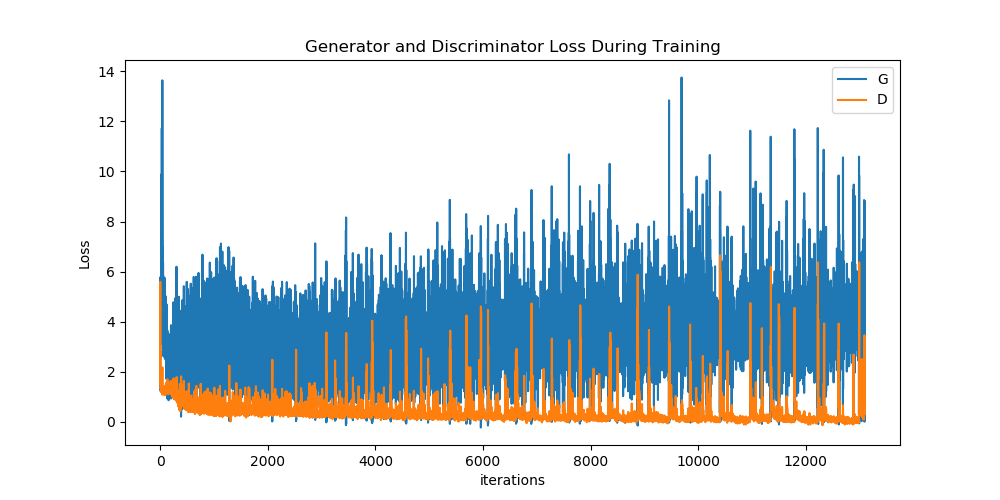 Generator and Discriminator Loss During Training
G
D
14
12
10
8
6
4
2
0
Loss
0 2000 4000 6000 8000 10000 12000
iterations